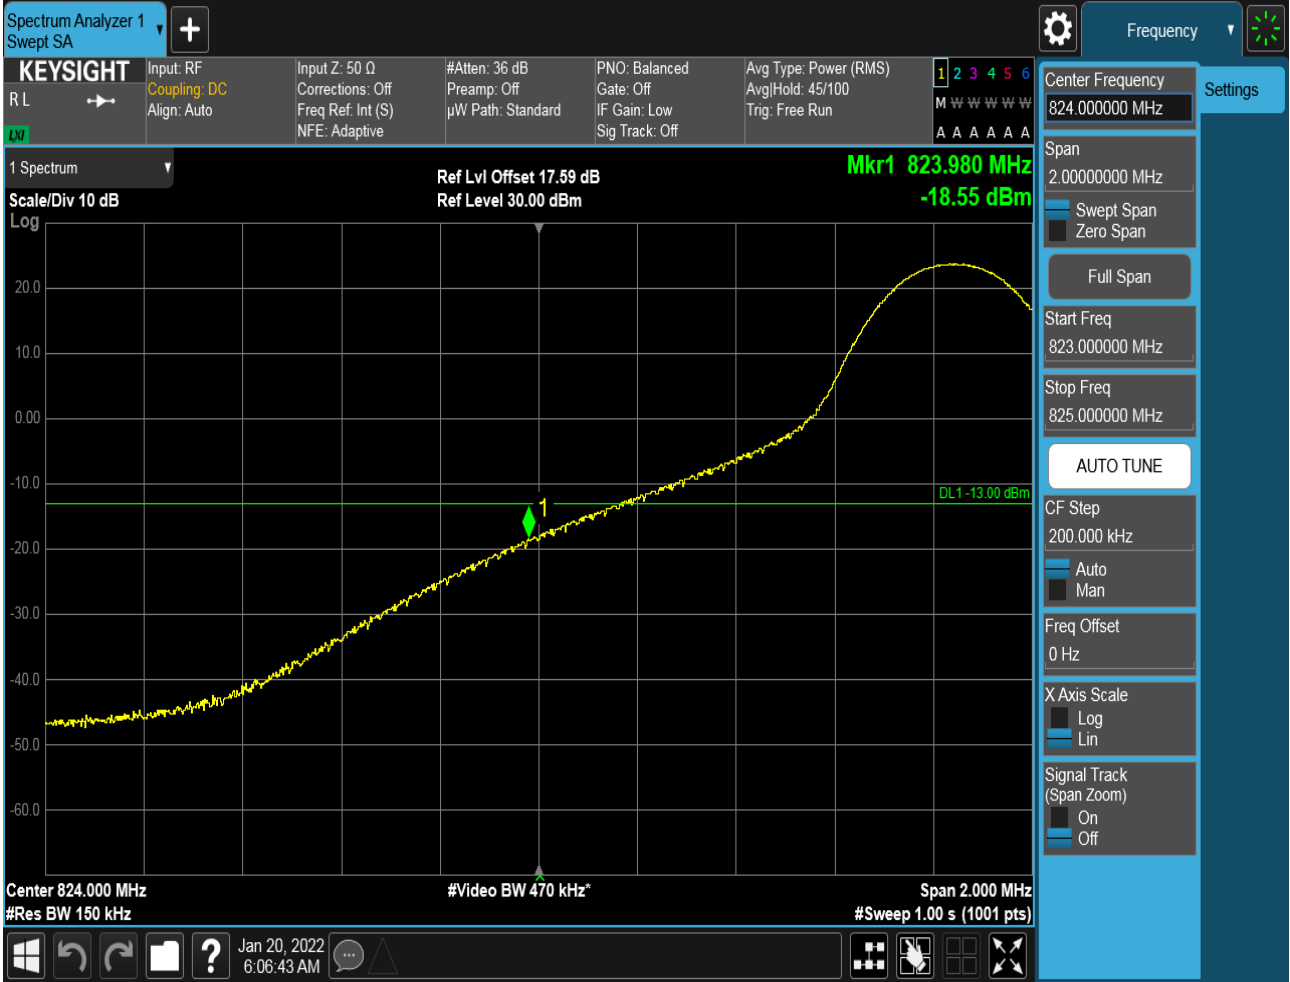 Spectrum Analyzer 1
Swept SA
Frequency
KEYSIGHT
R L
LXI
Input: RF
Coupling: DC
Align: Auto
Input Z: 50 Ω
Corrections: Off
Freq Ref: Int (S)
NFE: Adaptive
#Atten: 36 dB
Preamp: Off
µW Path: Standard
PNO: Balanced
Gate: Off
IF Gain: Low
Sig Track: Off
Avg Type: Power (RMS)
Avg|Hold: 45/100
Trig: Free Run
1 2 3 4 5 6
M W W W W W
A A A A A A
1 Spectrum
Scale/Div 10 dB
Log
Ref Lvl Offset 17.59 dB
Ref Level 30.00 dBm
Mkr1 823.980 MHz
-18.55 dBm
20.0
10.0
0.00
-10.0
-20.0
-30.0
-40.0
-50.0
-60.0
1
DL1 -13.00 dBm
Center 824.000 MHz
#Res BW 150 kHz
#Video BW 470 kHz*
Span 2.000 MHz
#Sweep 1.00 s (1001 pts)
Center Frequency
824.000000 MHz
Settings
Span
2.00000000 MHz
Swept Span
Zero Span
Full Span
Start Freq
823.000000 MHz
Stop Freq
825.000000 MHz
AUTO TUNE
CF Step
200.000 kHz
Auto
Man
Freq Offset
0 Hz
X Axis Scale
Log
Lin
Signal Track
(Span Zoom)
On
Off
?
Jan 20, 2022
6:06:43 AM